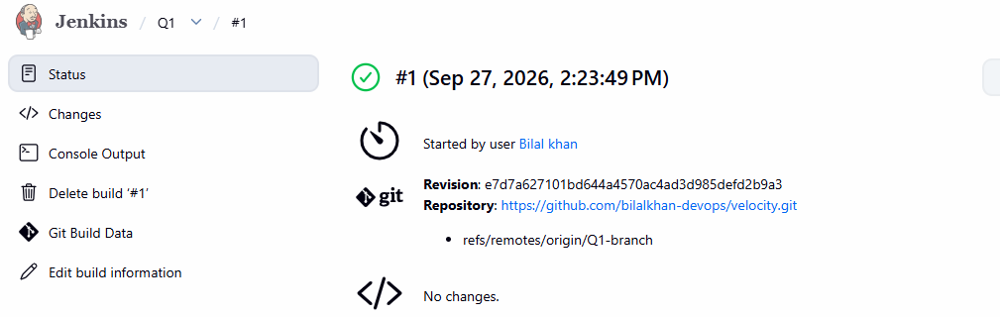 Jenkins / Q1 / #1
Status
Changes
Console Output
Delete build ‘#1’
Git Build Data
Edit build information
#1 (Sep 27, 2026, 2:23:49 PM)
Started by user Bilal khan
git
Revision: e7d7a627101bd644a4570ac4ad3d985defd2b9a3
Repository: https://github.com/bilalkhan-devops/velocity.git
refs/remotes/origin/Q1-branch
No changes.